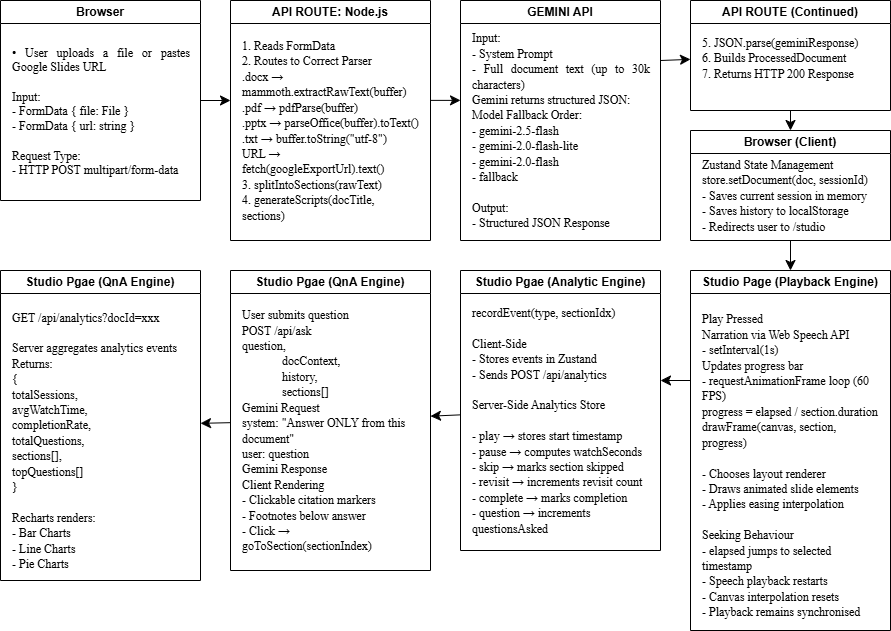 Browser
• User uploads a file or pastes
Google Slides URL
Input:
- FormData { file: File }
- FormData { url: string }
Request Type:
- HTTP POST multipart/form-data
API ROUTE: Node.js
1. Reads FormData
2. Routes to Correct Parser
.docx →
mammoth.extractRawText(buffer)
.pdf → pdfParse(buffer)
.pptx → parseOffice(buffer).toText()
.txt → buffer.toString("utf-8")
URL →
fetch(googleExportUrl).text()
3. splitIntoSections(rawText)
4. generateScripts(docTitle,
sections)
GEMINI API
Input:
- System Prompt
- Full document text (up to 30k
characters)
Gemini returns structured JSON:
Model Fallback Order:
- gemini-2.5-flash
- gemini-2.0-flash-lite
- gemini-2.0-flash
- fallback
Output:
- Structured JSON Response
API ROUTE (Continued)
5. JSON.parse(geminiResponse)
6. Builds ProcessedDocument
7. Returns HTTP 200 Response
Browser (Client)
Zustand State Management
store.setDocument(doc, sessionId)
- Saves current session in memory
- Saves history to localStorage
- Redirects user to /studio
Studio Page (Playback Engine)
Play Pressed
Narration via Web Speech API
- setInterval(1s)
Updates progress bar
- requestAnimationFrame loop (60
FPS)
progress = elapsed / section.duration
drawFrame(canvas, section,
progress)
- Chooses layout renderer
- Draws animated slide elements
- Applies easing interpolation
Seeking Behaviour
- elapsed jumps to selected
timestamp
- Speech playback restarts
- Canvas interpolation resets
- Playback remains synchronised
Studio Pgae (Analytic Engine)
recordEvent(type, sectionIdx)
Client-Side
- Stores events in Zustand
- Sends POST /api/analytics
Server-Side Analytics Store
- play → stores start timestamp
- pause → computes watchSeconds
- skip → marks section skipped
- revisit → increments revisit count
- complete → marks completion
- question → increments
questionsAsked
Studio Pgae (QnA Engine)
User submits question
POST /api/ask
question,
docContext,
history,
sections[]
Gemini Request
system: "Answer ONLY from this
document"
user: question
Gemini Response
Client Rendering
- Clickable citation markers
- Footnotes below answer
- Click →
goToSection(sectionIndex)
Studio Pgae (QnA Engine)
GET /api/analytics?docId=xxx
Server aggregates analytics events
Returns:
{
totalSessions,
avgWatchTime,
completionRate,
totalQuestions,
sections[],
topQuestions[]
}
Recharts renders:
- Bar Charts
- Line Charts
- Pie Charts